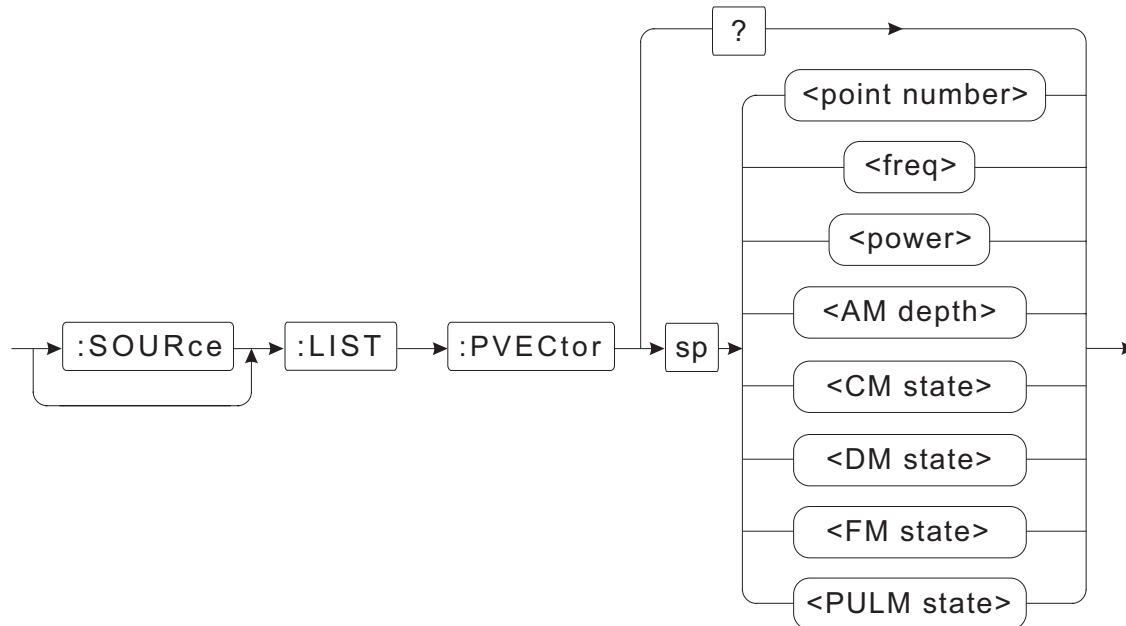 ?
<point number>
<freq>
<power>
<AM depth>
:SOURce :LIST :PVECtor sp
<CM state>
<DM state>
<FM state>
<PULM state>